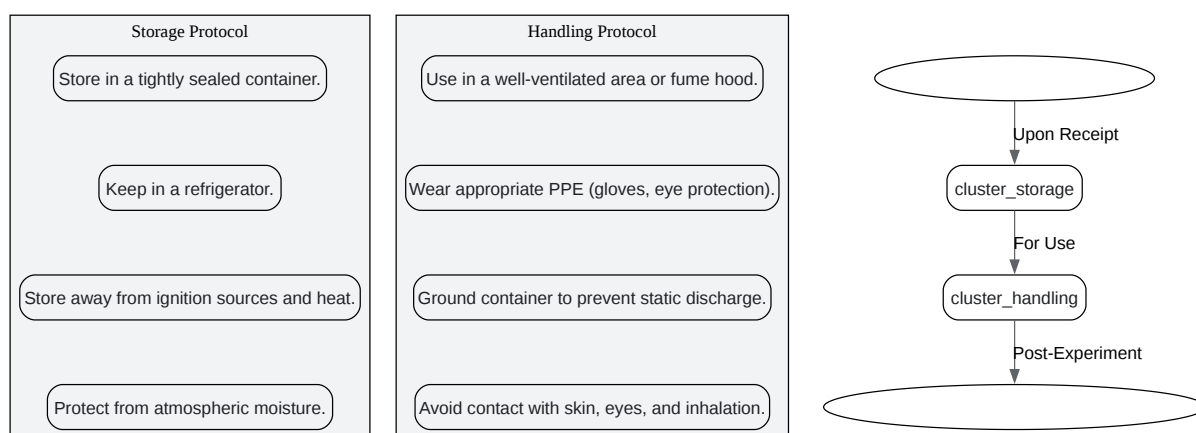 Storage Protocol
Store in a tightly sealed container.
Keep in a refrigerator.
Store away from ignition sources and heat.
Protect from atmospheric moisture.
Handling Protocol
Use in a well-ventilated area or fume hood.
Wear appropriate PPE (gloves, eye protection).
Ground container to prevent static discharge.
Avoid contact with skin, eyes, and inhalation.
Upon Receipt
cluster_storage
For Use
cluster_handling
Post-Experiment